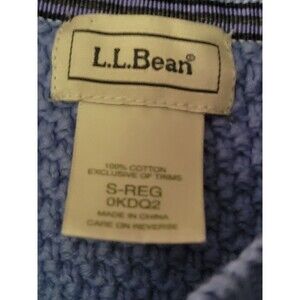 L.L.Bean®
100% COTTON
EXCLUSIVE OF TRIMS
S-REG
0KDQ2
MADE IN CHINA
CARE ON REVERSE